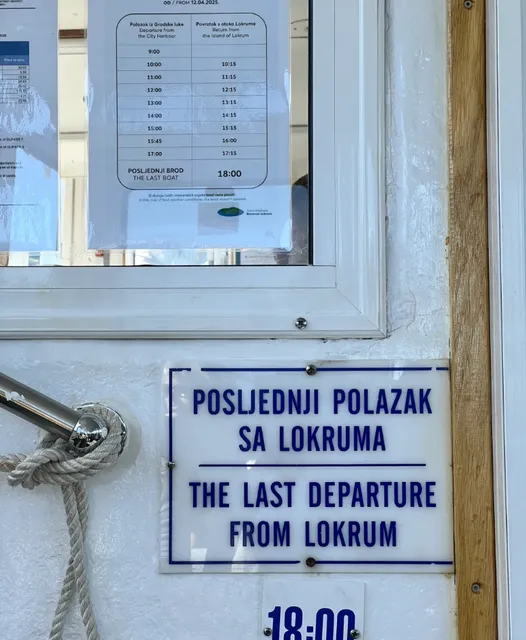 OD / FROM 12.04.2025.
Polazak iz Gradske luke
Departure from
the City Harbour
Povratak s otoka Lokruma
Return from
the Island of Lokrum
9:00
10:00 10:15
11:00 11:15
12:00 12:15
13:00 13:15
14:00 14:15
15:00 15:15
15:45 16:00
17:00 17:15
POSLJEDNJI BROD
THE LAST BOAT
18:00
POSLJEDNJI POLAZAK
SA LOKRUMA
THE LAST DEPARTURE
FROM LOKRUM
18:00